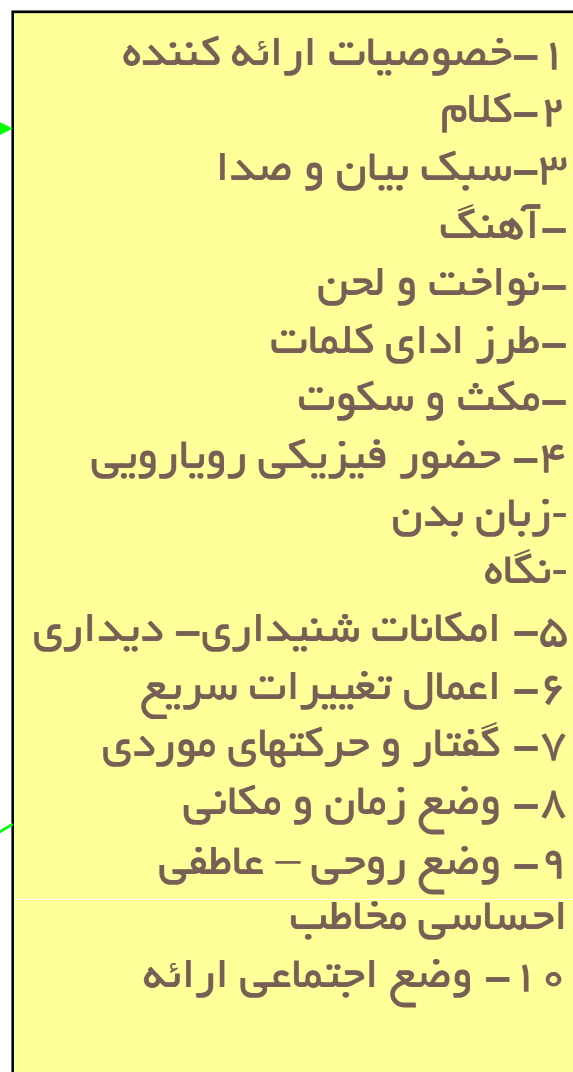 ۱–خصوصیات ارائه کننده
۲–کلام
۳–سبک بیان و صدا
–آهنگ
–نواخت و لحن
–طرز ادای کلمات
–مکث و سکوت
۴– حضور فیزیکی رویارویی
-زبان بدن
-نگاه
۵– امکانات شنیداری– دیداری
۶– اعمال تغییرات سریع
۷– گفتار و حرکتهای موردی
۸– وضع زمان و مکانی
۹– وضع روحی – عاطفی
احساسی مخاطب
۱۰– وضع اجتماعی ارائه